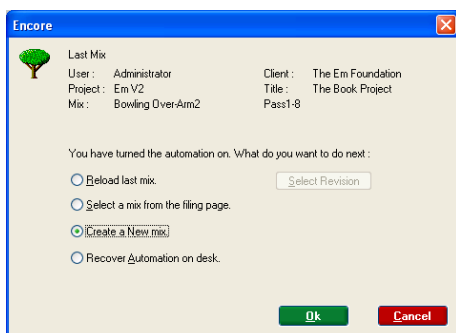 Encore
Last Mix
User : Administrator Client : The Em Foundation
Project : Em V2 Title : The Book Project
Mix : Bowling Over-Arm2 Pass1-8
You have turned the automation on. What do you want to do next :
Reload last mix. Select Revision
Select a mix from the filing page.
Create a New mix.
Recover Automation on desk.
Ok Cancel